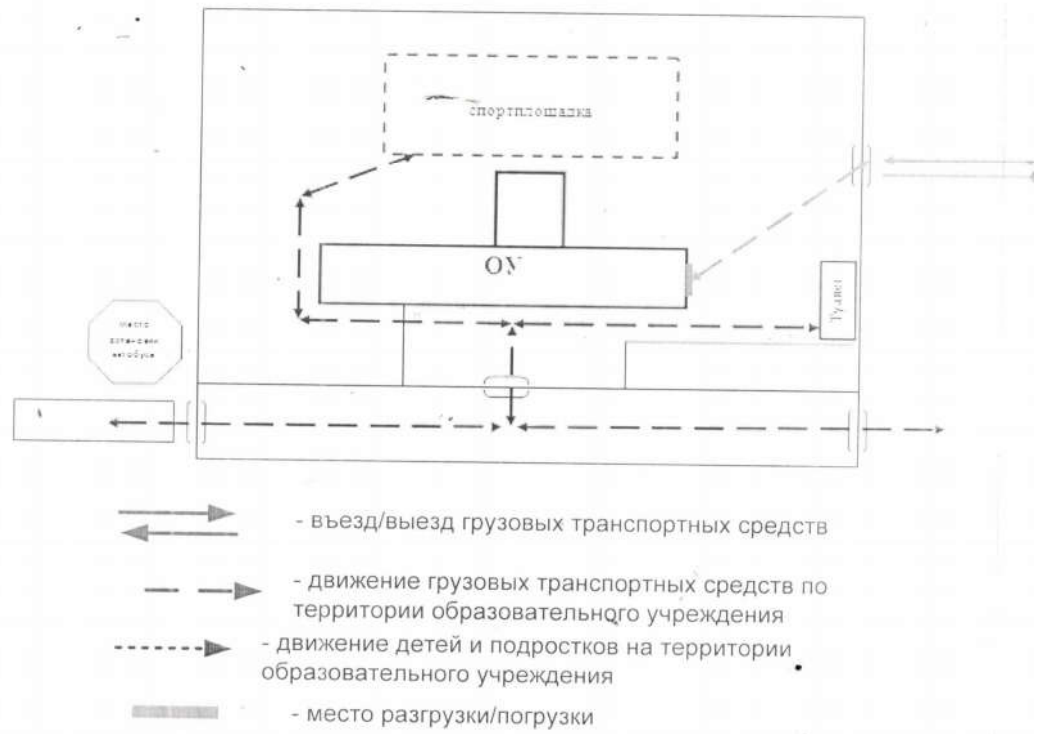 спортплощадка
ОУ
Туалет
место
автобуса
- въезд/выезд грузовых транспортных средств
- движение грузовых транспортных средств по
территории образовательного учреждения
- движение детей и подростков на территории
образовательного учреждения
- место разгрузки/погрузки